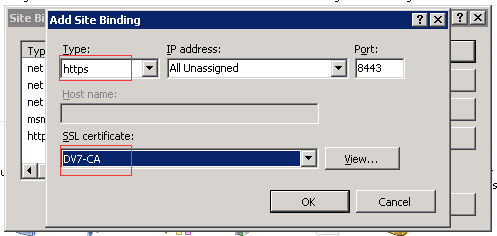 Site Bin
Add Site Binding
Type:
IP address:
Port:
https
All Unassigned
8443
Host name:
SSL certificate:
DV7-CA
View...
OK
Cancel
Typ
net
net
net
msn
http